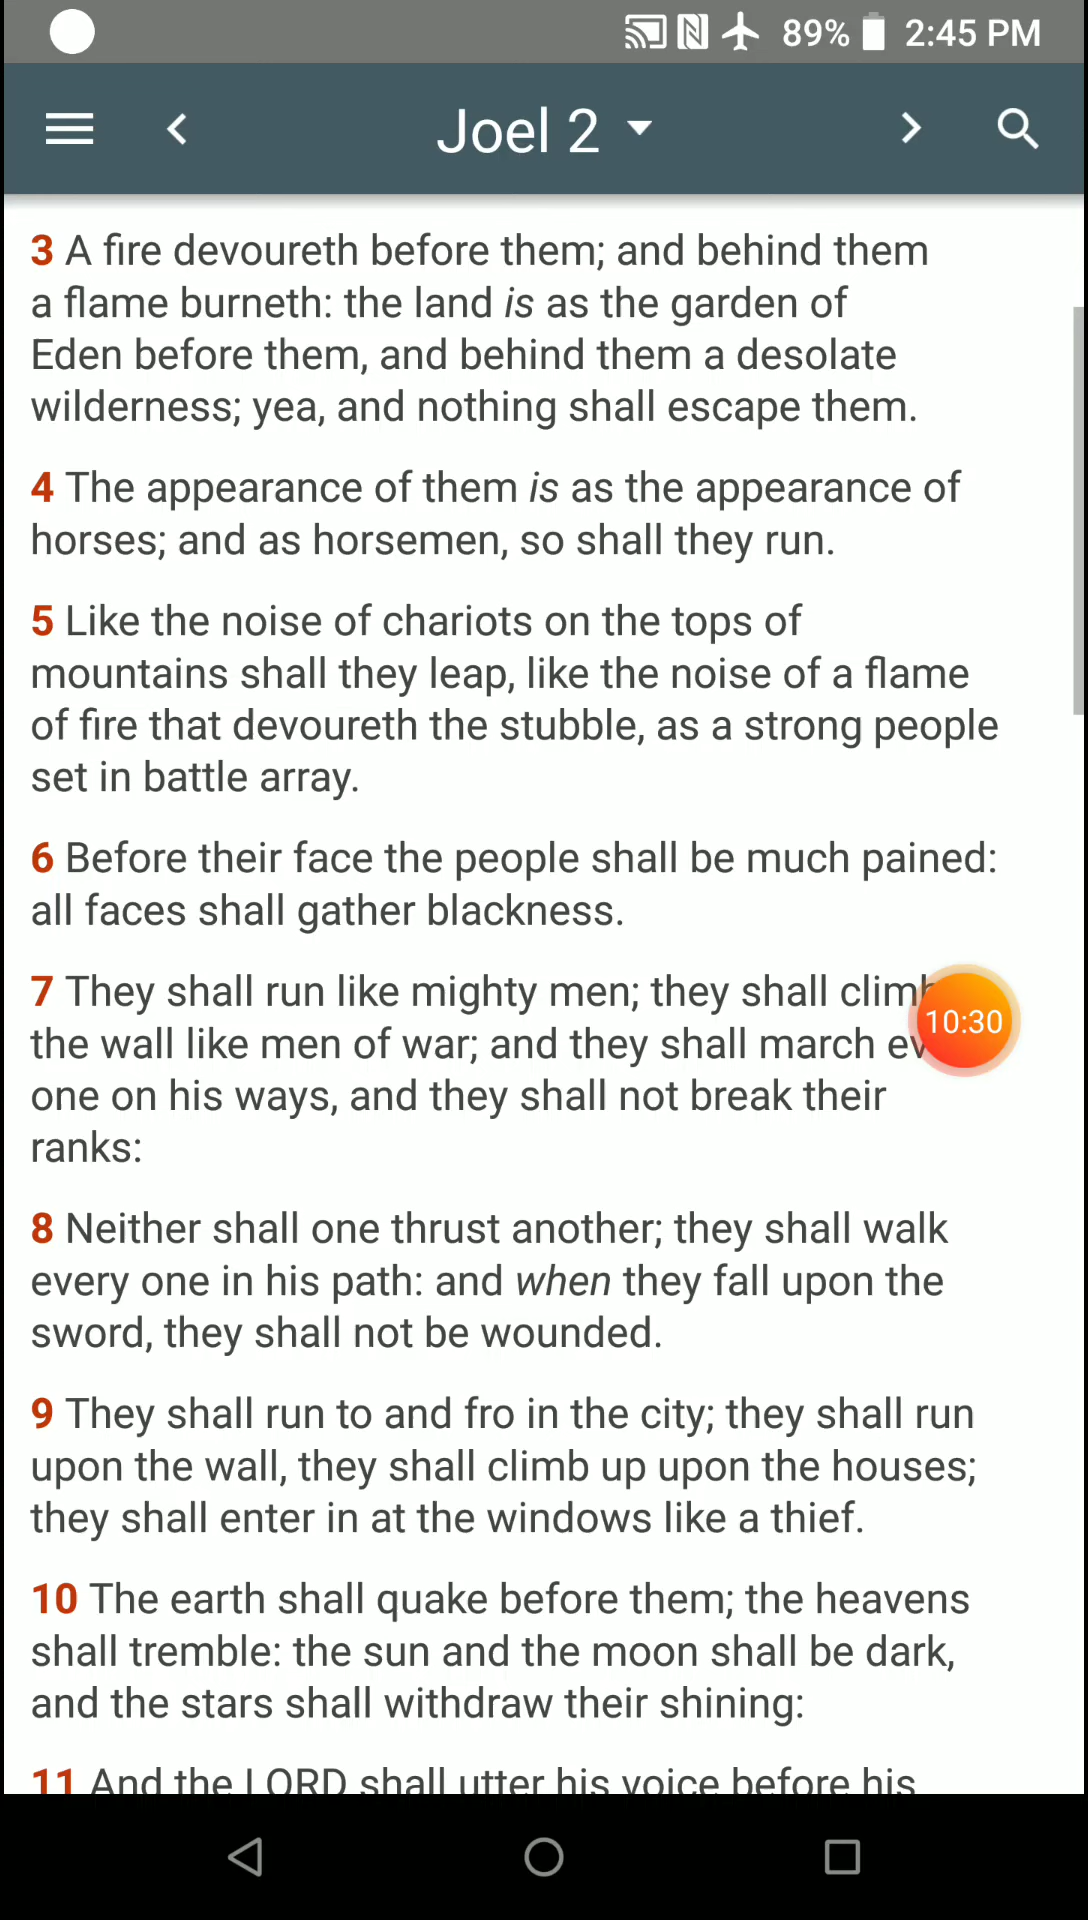 89% 2:45 PM
Joel 2
3 A fire devoureth before them; and behind them
a flame burneth: the land is as the garden of
Eden before them, and behind them a desolate
wilderness; yea, and nothing shall escape them.
4 The appearance of them is as the appearance of
horses; and as horsemen, so shall they run.
5 Like the noise of chariots on the tops of
mountains shall they leap, like the noise of a flame
of fire that devoureth the stubble, as a strong people
set in battle array.
6 Before their face the people shall be much pained:
all faces shall gather blackness.
7 They shall run like mighty men; they shall climb
the wall like men of war; and they shall march
10:30
one on his ways, and they shall not break their
ranks:
8 Neither shall one thrust another; they shall walk
every one in his path: and when they fall upon the
sword, they shall not be wounded.
9 They shall run to and fro in the city; they shall run
upon the wall, they shall climb up upon the houses;
they shall enter in at the windows like a thief.
10 The earth shall quake before them; the heavens
shall tremble: the sun and the moon shall be dark,
and the stars shall withdraw their shining:
11 And the LORD shall utter his voice before his